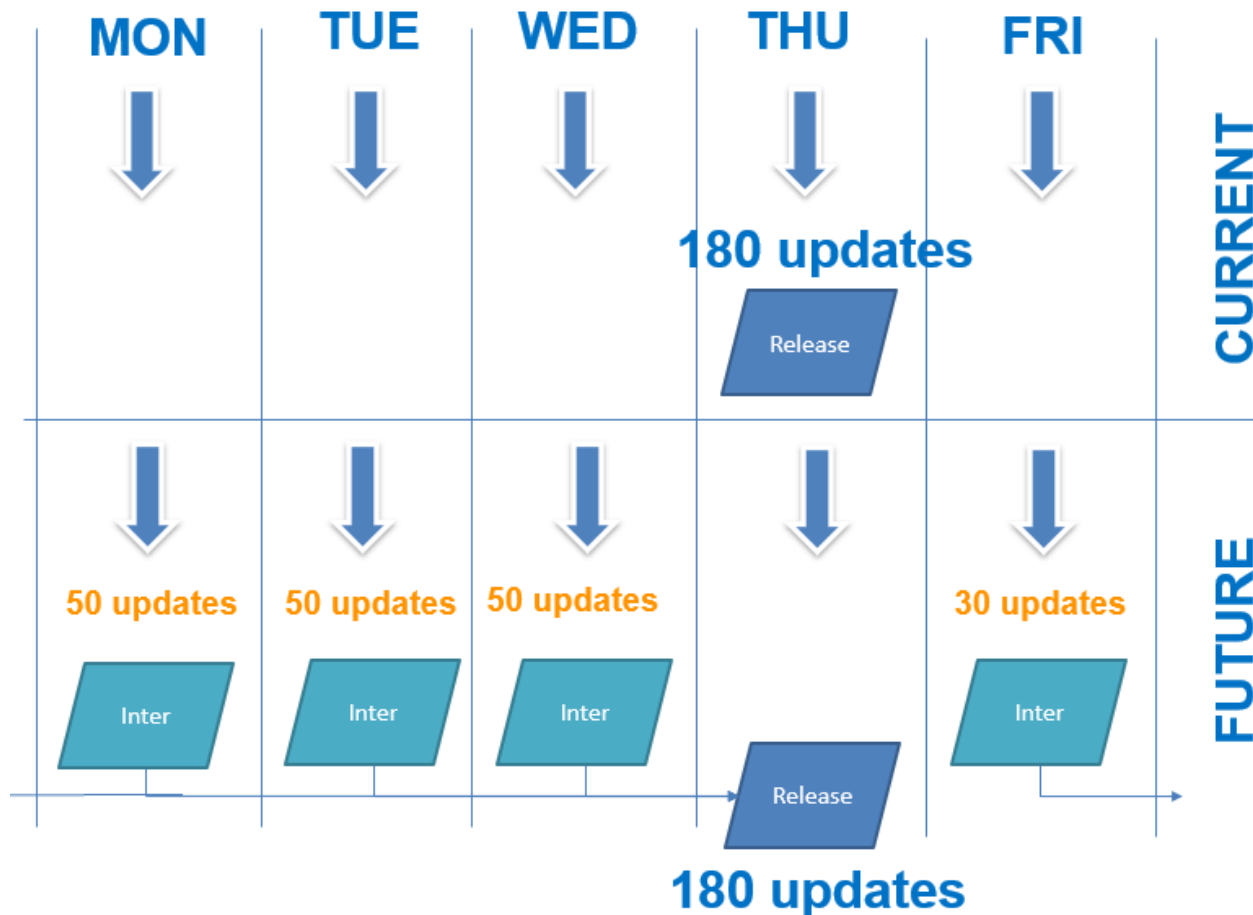 MON TUE WED THU FRI
CURRENT
180 updates
Release
FUTURE
50 updates 50 updates 50 updates 30 updates
Inter Inter Inter Inter
Release
180 updates